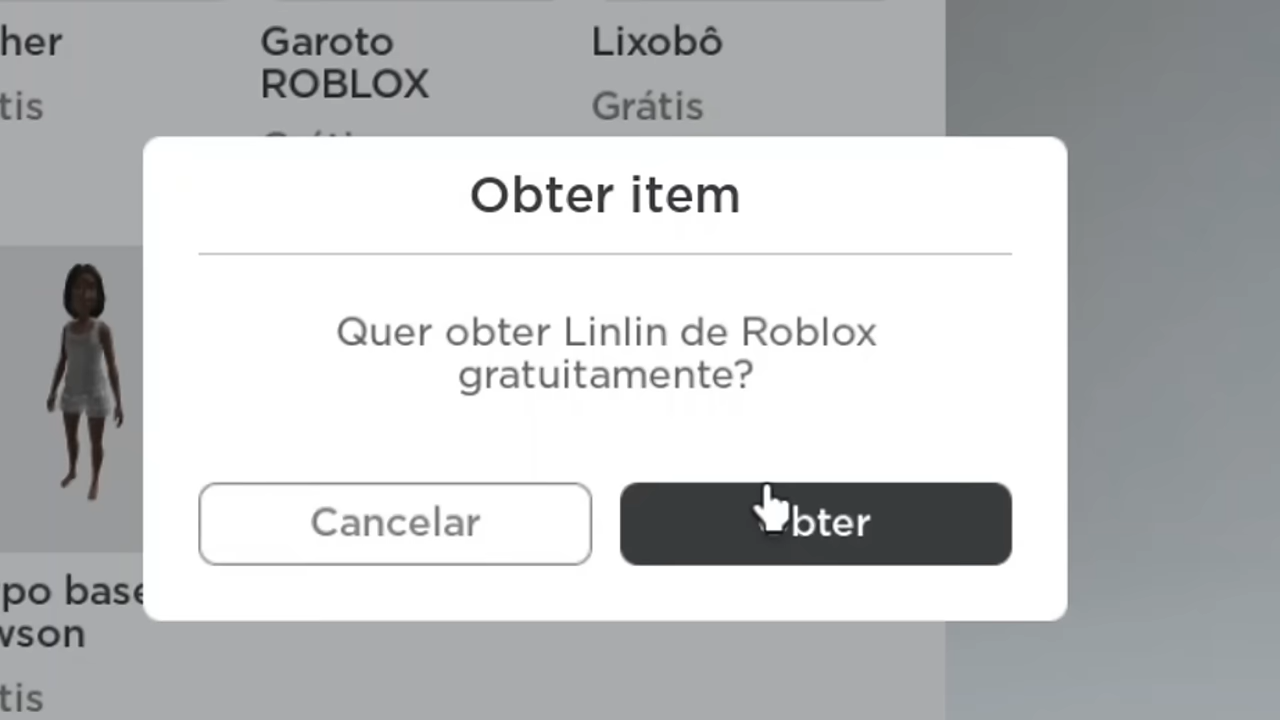 her
Garoto
ROBLOX
Lixobô
tis
Grátis
Obter item
Quer obter Linlin de Roblox
gratuitamente?
Cancelar
bter
po base
wson
tis